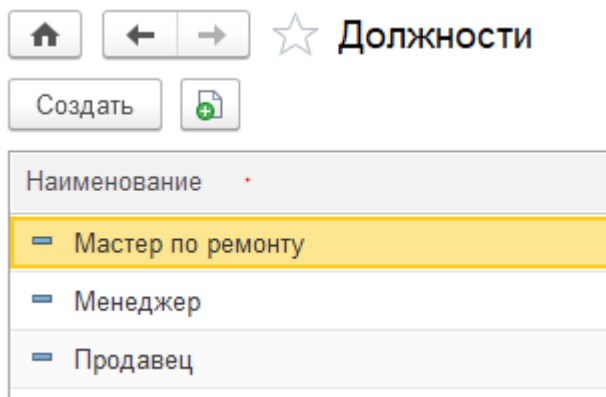 Должности
Создать
Наименование
Мастер по ремонту
Менеджер
Продавец